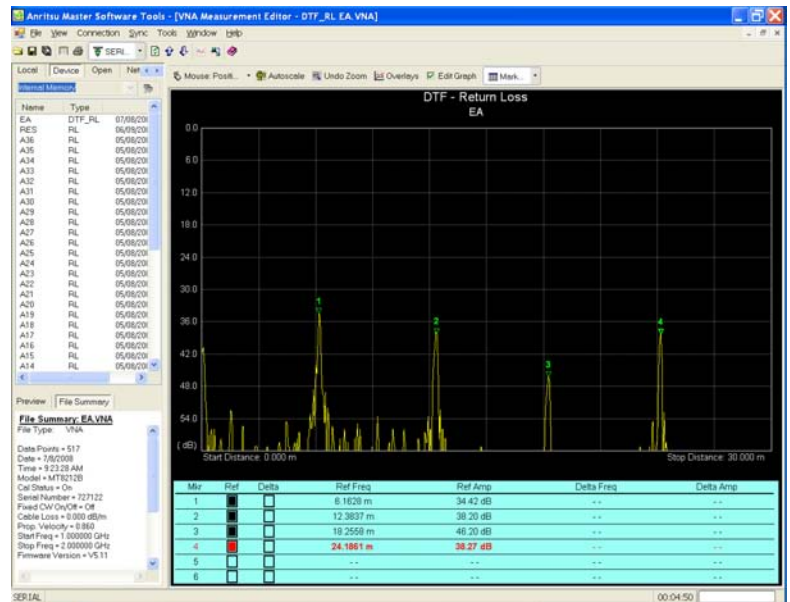 Anritsu Master Software Tools - [VNA Measurement Editor - DTF_RL EA.VNA]
File View Connection Sync Tools Window Help
SERI...
Local Device Open Net
Internal Memory
Mouse: Positi... Autoscale Undo Zoom Overlays Edit Graph Mark...
Name Type
EA DTF_RL 07/08/200
RES RL 06/09/200
A36 RL 05/08/200
A35 RL 05/08/200
A34 RL 05/08/200
A33 RL 05/08/200
A32 RL 05/08/200
A31 RL 05/08/200
A30 RL 05/08/200
A29 RL 05/08/200
A28 RL 05/08/200
A27 RL 05/08/200
A26 RL 05/08/200
A25 RL 05/08/200
A24 RL 05/08/200
A23 RL 05/08/200
A22 RL 05/08/200
A21 RL 05/08/200
A20 RL 05/08/200
A19 RL 05/08/200
A18 RL 05/08/200
A17 RL 05/08/200
A16 RL 05/08/200
A15 RL 05/08/200
A14 RL 05/08/200
Preview File Summary
File Summary: EA.VNA
File Type: VNA
Data Points = 517
Date = 7/8/2008
Time = 9:23:28 AM
Model = MT8212B
Cal Status = On
Serial Number = 727122
Fixed CW On/Off = Off
Cable Loss = 0.000 dB/m
Prop. Velocity = 0.860
Start Freq = 1.000000 GHz
Stop Freq = 2.000000 GHz
Firmware Version = V5.11
DTF - Return Loss
EA
0.0
6.0
12.0
18.0
24.0
30.0
36.0
42.0
48.0
54.0
(dB)
1
2
3
4
Start Distance: 0.000 m Stop Distance: 30.000 m
Mkr Ref Delta Ref Freq Ref Amp Delta Freq Delta Amp
1 6.1628 m 34.42 dB - - - -
2 12.3837 m 38.20 dB - - - -
3 18.2558 m 46.20 dB - - - -
4 24.1861 m 38.27 dB - - - -
5 - - - - - - - -
6 - - - - - - - -
SERIAL 00:04:50